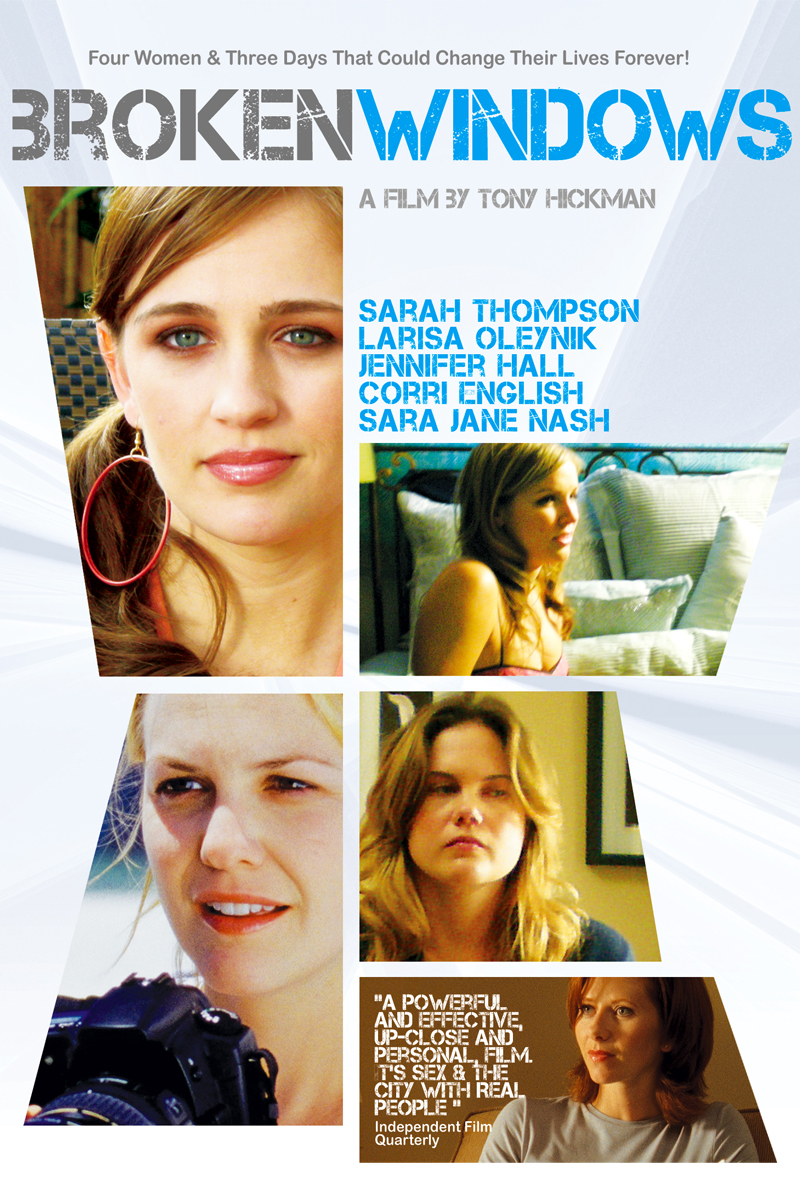 Four Women & Three Days That Could Change Their Lives Forever!
BROKENWINDOWS
A FILM BY TONY HICKMAN
SARAH THOMPSON
LARISA OLEYNIK
JENNIFER HALL
CORRI ENGLISH
SARA JANE NASH
"A POWERFUL
AND EFFECTIVE,
UP-CLOSE AND
PERSONAL, FILM.
IT'S SEX & THE
CITY WITH REAL
PEOPLE "
Independent Film
Quarterly